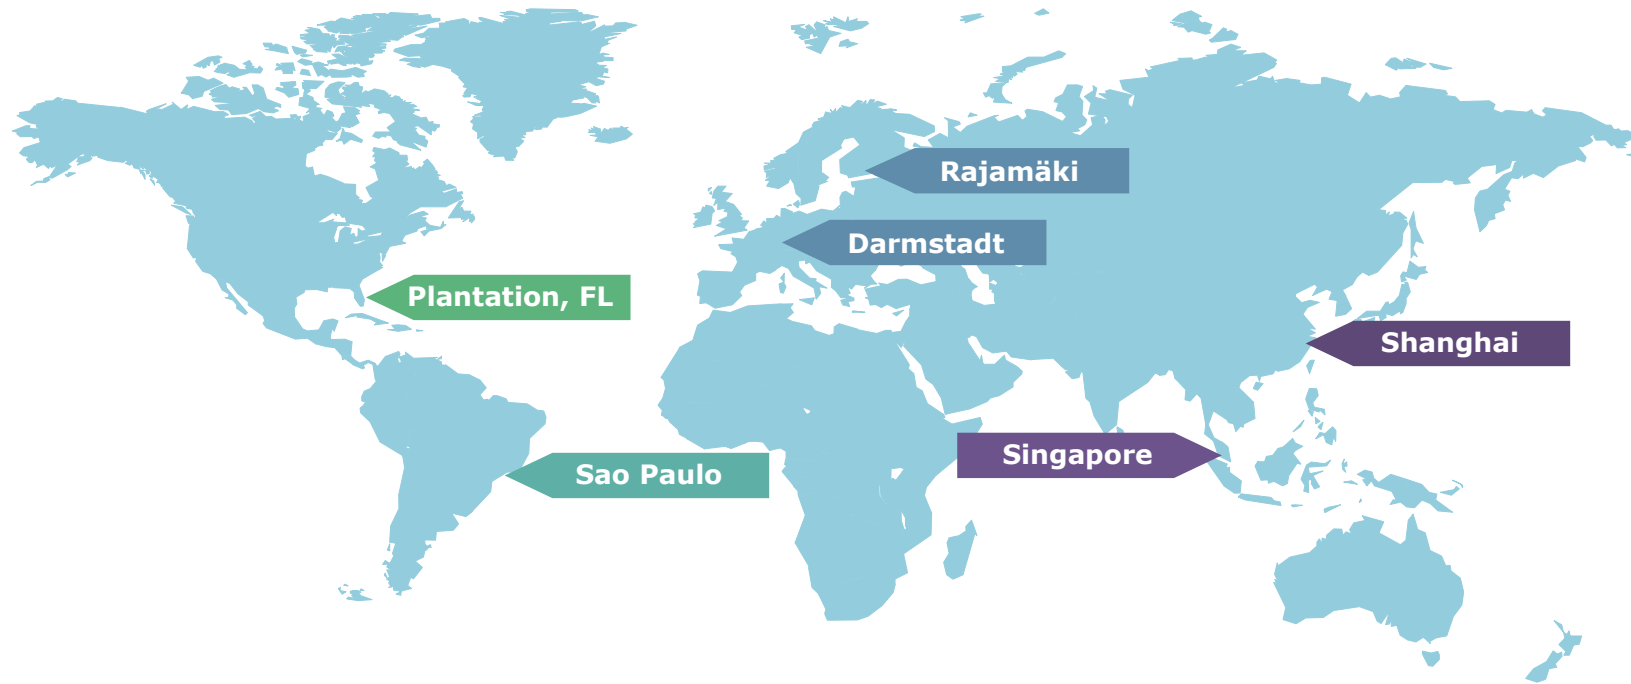 Rajamäki
Darmstadt
Plantation, FL
Shanghai
Singapore
Sao Paulo